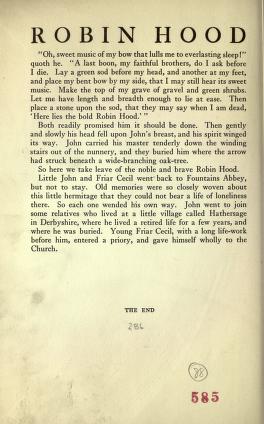 ROBIN HOOD
"Oh, sweet music of my bow that lulls me to everlasting sleep!"
quoth he. "A last boon, my faithful brothers, do I ask before
I die. Lay a green sod before my head, and another at my feet,
and place my bent bow by my side, that I may still hear its sweet
music. Make the top of my grave of gravel and green shrubs.
Let me have length and breadth enough to lie at ease. Then
place a stone upon the sod, that they may say when I am dead,
'Here lies the bold Robin Hood.'"
Both readily promised him it should be done. Then gently
and slowly his head fell upon John's breast, and his spirit winged
its way. John carried his master tenderly down the winding
stairs out of the nunnery, and they buried him where the arrow
had struck beneath a wide-branching oak-tree.
So here we take leave of the noble and brave Robin Hood.
Little John and Friar Cecil went back to Fountains Abbey,
but not to stay. Old memories were so closely woven about
this little hermitage that they could not bear a life of loneliness
there. So each one wended his own way. John went to join
some relatives who lived at a little village called Hathersage
in Derbyshire, where he lived a retired life for a few years, and
where he was buried. Young Friar Cecil, with a long life-work
before him, entered a priory, and gave himself wholly to the
Church.
THE END
286
88
585